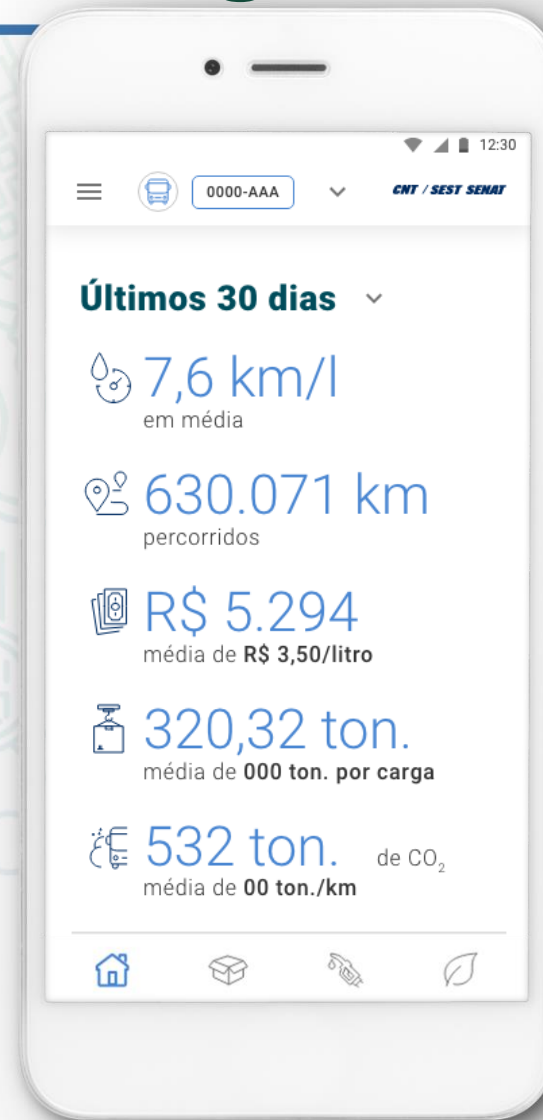 12:30
0000-AAA
CNT / SEST SENAT
Últimos 30 dias
7,6 km/l
em média
630.071 km
percorridos
R$ 5.294
média de R$ 3,50/litro
320,32 ton.
média de 000 ton. por carga
532 ton. de CO₂
média de 00 ton./km